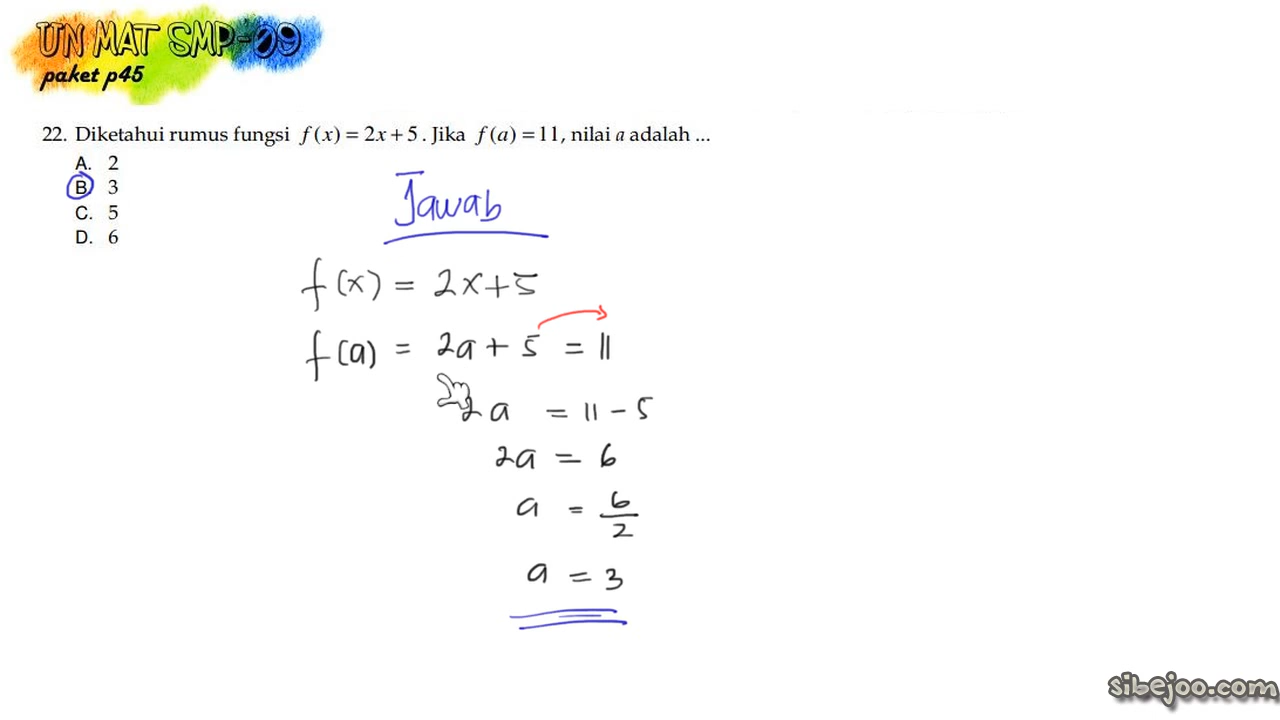 UN MAT SMP-09
paket p45
22. Diketahui rumus fungsi f(x) = 2x + 5. Jika f(a) = 11, nilai a adalah ...
A. 2
B. 3
C. 5
D. 6
Jawab
f(x) = 2x+5
f(a) = 2a + 5 = 11
2a = 11 - 5
2a = 6
a = 6/2
a = 3
sibejoo.com